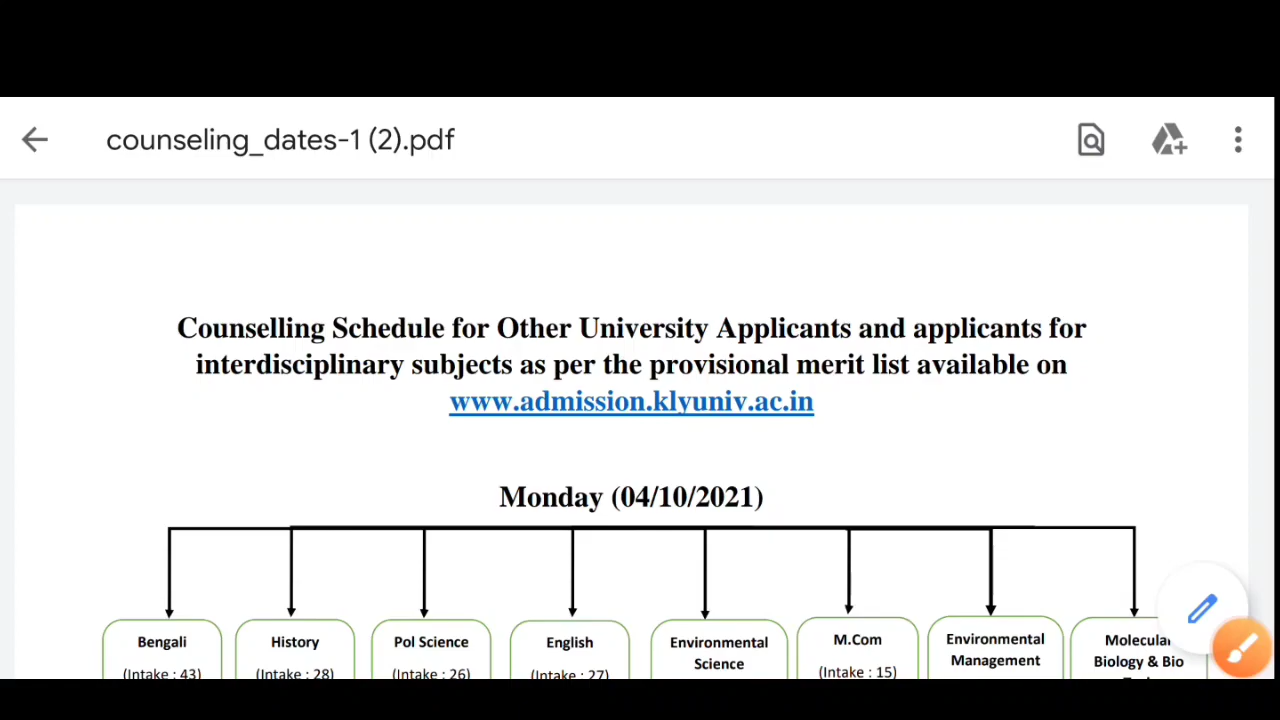 counseling_dates-1 (2).pdf
Counselling Schedule for Other University Applicants and applicants for
interdisciplinary subjects as per the provisional merit list available on
www.admission.klyuniv.ac.in
Monday (04/10/2021)
Bengali
(Intake : 43)
History
(Intake : 28)
Pol Science
(Intake : 26)
English
(Intake : 27)
Environmental
Science
M.Com
(Intake : 15)
Environmental
Management
Molecular
Biology & Bio